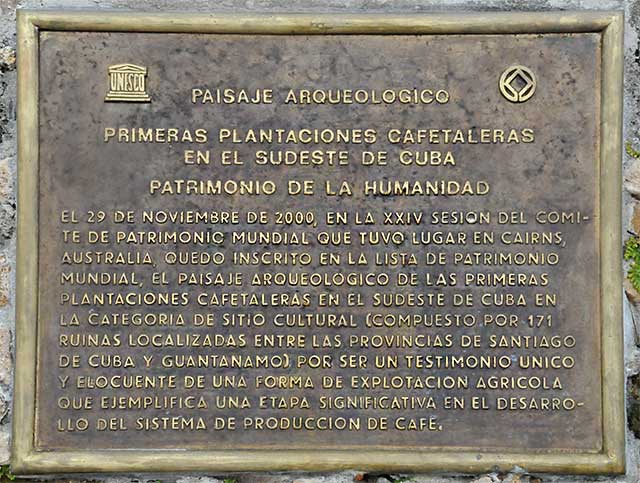 UNESCO
PAISAJE ARQUEOLOGICO
PRIMERAS PLANTACIONES CAFETALERAS
EN EL SUDESTE DE CUBA
PATRIMONIO DE LA HUMANIDAD
EL 29 DE NOVIEMBRE DE 2000, EN LA XXIV SESION DEL COMI-
TE DE PATRIMONIO MUNDIAL QUE TUVO LUGAR EN CAIRNS,
AUSTRALIA, QUEDO INSCRITO EN LA LISTA DE PATRIMONIO
MUNDIAL, EL PAISAJE ARQUEOLÓGICO DE LAS PRIMERAS
PLANTACIONES CAFETALERAS EN EL SUDESTE DE CUBA EN
LA CATEGORIA DE SITIO CULTURAL (COMPUESTO POR 171
RUINAS LOCALIZADAS ENTRE LAS PROVINCIAS DE SANTIAGO
DE CUBA Y GUANTANAMO) POR SER UN TESTIMONIO UNICO
Y ELOCUENTE DE UNA FORMA DE EXPLOTACION AGRICOLA
QUE EJEMPLIFICA UNA ETAPA SIGNIFICATIVA EN EL DESARRO-
LLO DEL SISTEMA DE PRODUCCION DE CAFE.